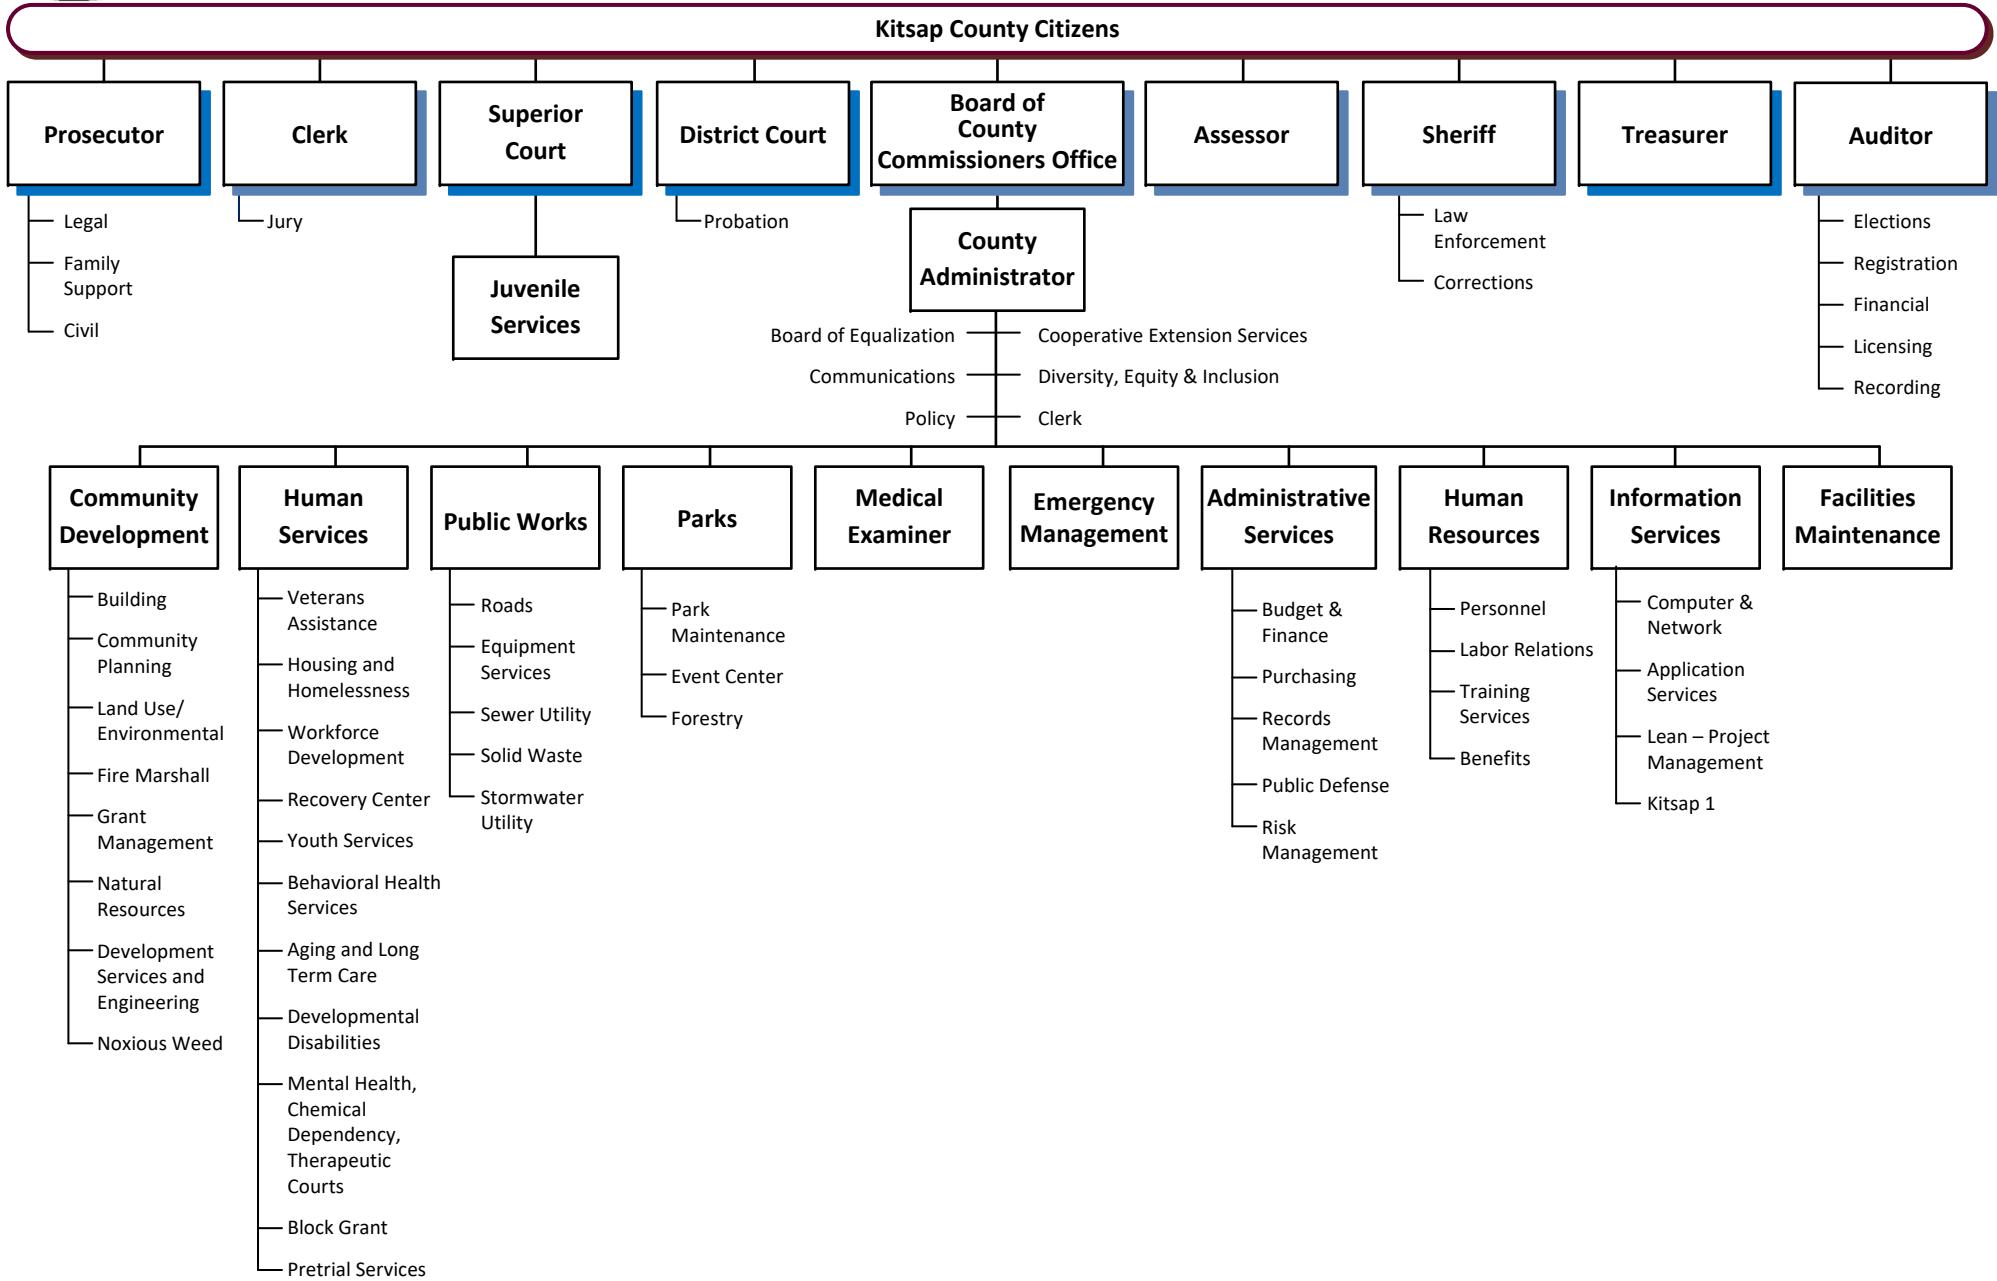 Kitsap County Citizens
Prosecutor
Legal
Family
Support
Civil
Clerk
Jury
Superior
Court
Juvenile
Services
District Court
Probation
Board of
County
Commissioners Office
County
Administrator
Board of Equalization
Cooperative Extension Services
Communications
Diversity, Equity & Inclusion
Policy
Clerk
Assessor
Sheriff
Law
Enforcement
Corrections
Treasurer
Auditor
Elections
Registration
Financial
Licensing
Recording
Community
Development
Building
Community
Planning
Land Use/
Environmental
Fire Marshall
Grant
Management
Natural
Resources
Development
Services and
Engineering
Noxious Weed
Human
Services
Veterans
Assistance
Housing and
Homelessness
Workforce
Development
Recovery Center
Youth Services
Behavioral Health
Services
Aging and Long
Term Care
Developmental
Disabilities
Mental Health,
Chemical
Dependency,
Therapeutic
Courts
Block Grant
Pretrial Services
Public Works
Roads
Equipment
Services
Sewer Utility
Solid Waste
Stormwater
Utility
Parks
Park
Maintenance
Event Center
Forestry
Medical
Examiner
Emergency
Management
Administrative
Services
Budget &
Finance
Purchasing
Records
Management
Public Defense
Risk
Management
Human
Resources
Personnel
Labor Relations
Training
Services
Benefits
Information
Services
Computer &
Network
Application
Services
Lean – Project
Management
Kitsap 1
Facilities
Maintenance